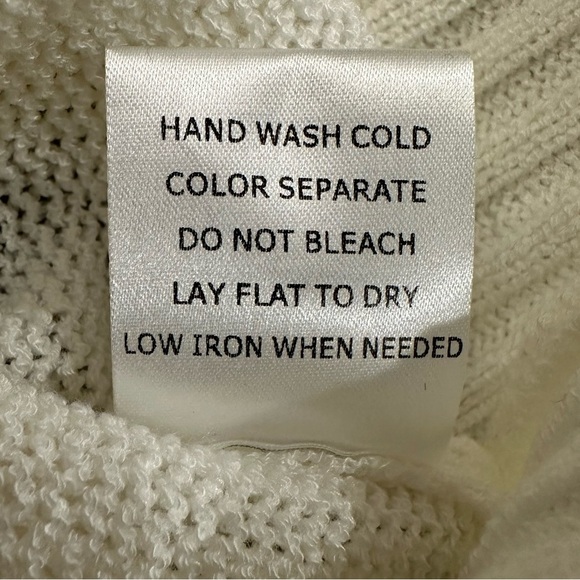 HAND WASH COLD
COLOR SEPARATE
DO NOT BLEACH
LAY FLAT TO DRY
LOW IRON WHEN NEEDED